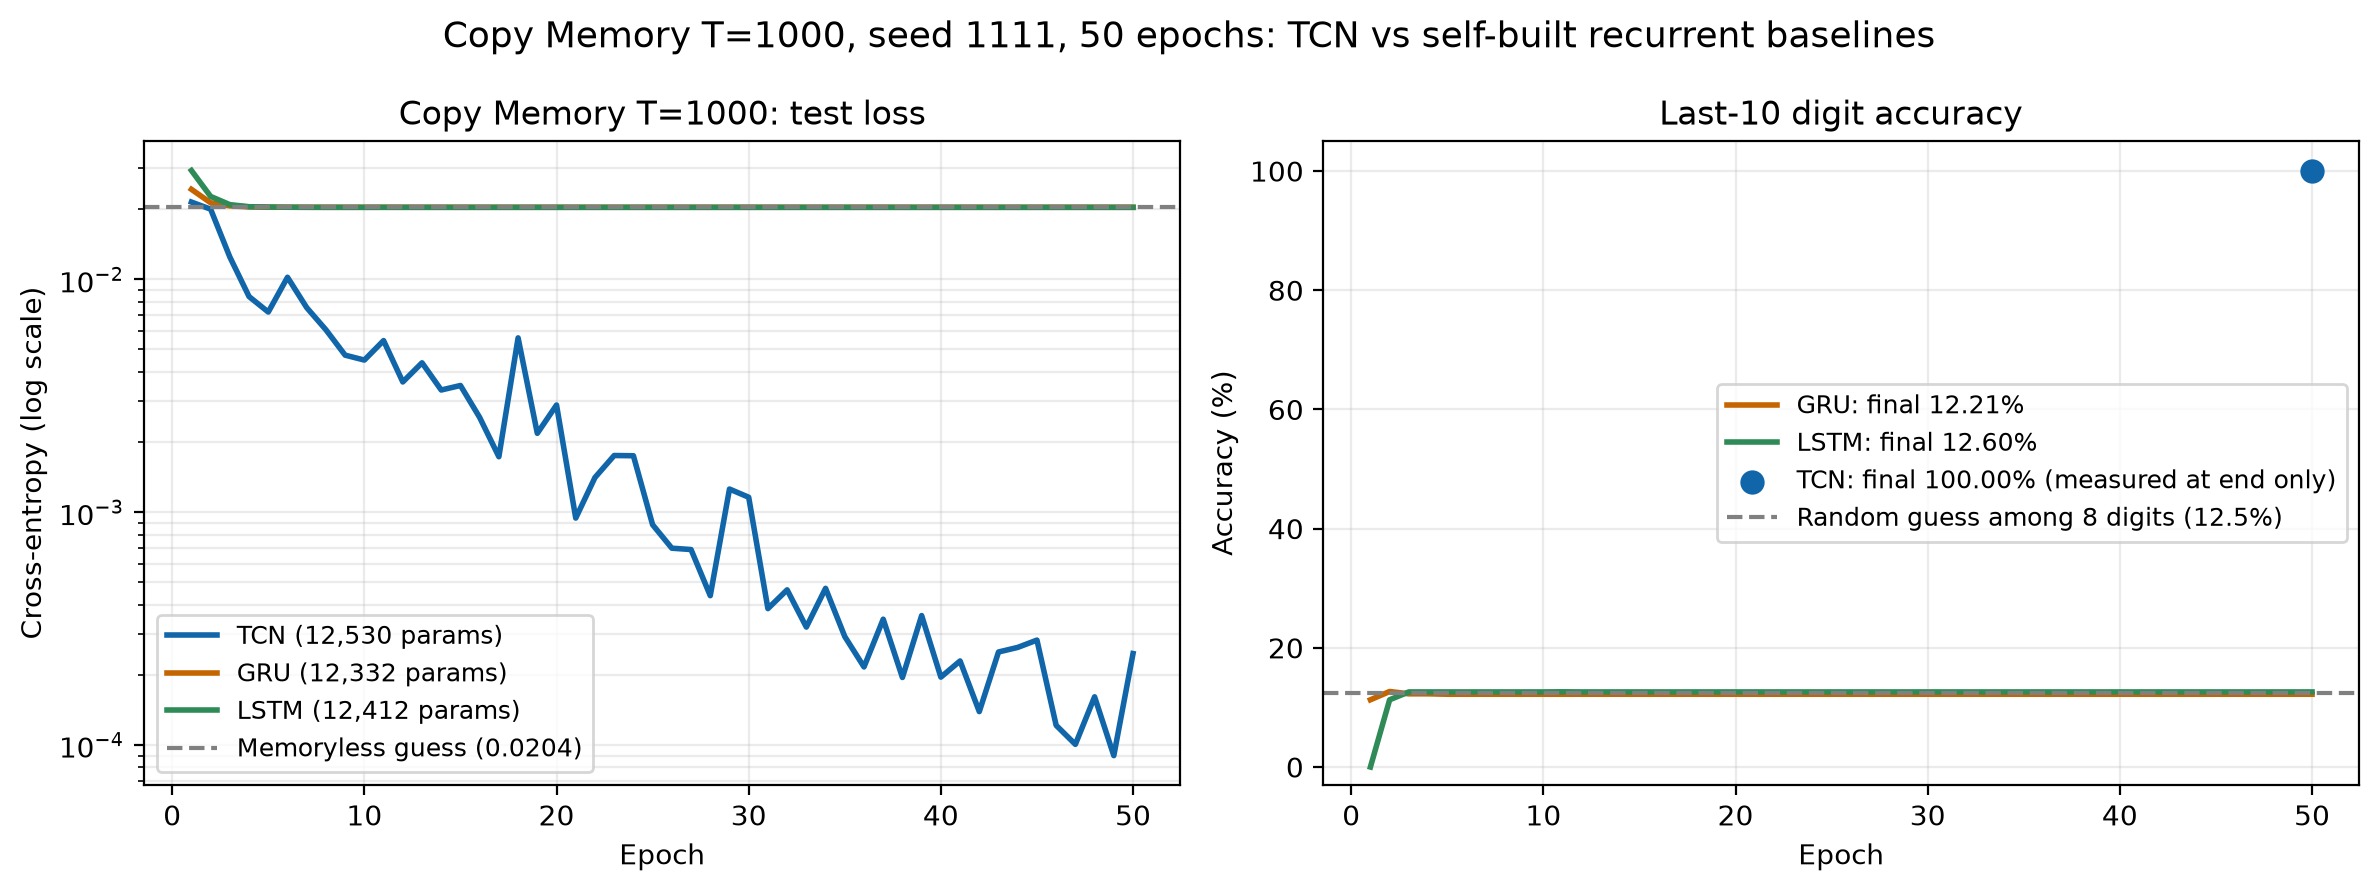 Copy Memory T=1000, seed 1111, 50 epochs: TCN vs self-built recurrent baselines
Copy Memory T=1000: test loss
Cross-entropy (log scale)
10⁻²
10⁻³
10⁻⁴
TCN (12,530 params)
GRU (12,332 params)
LSTM (12,412 params)
Memoryless guess (0.0204)
0 10 20 30 40 50
Epoch
Last-10 digit accuracy
Accuracy (%)
100
80
60
40
20
0
GRU: final 12.21%
LSTM: final 12.60%
TCN: final 100.00% (measured at end only)
Random guess among 8 digits (12.5%)
0 10 20 30 40 50
Epoch